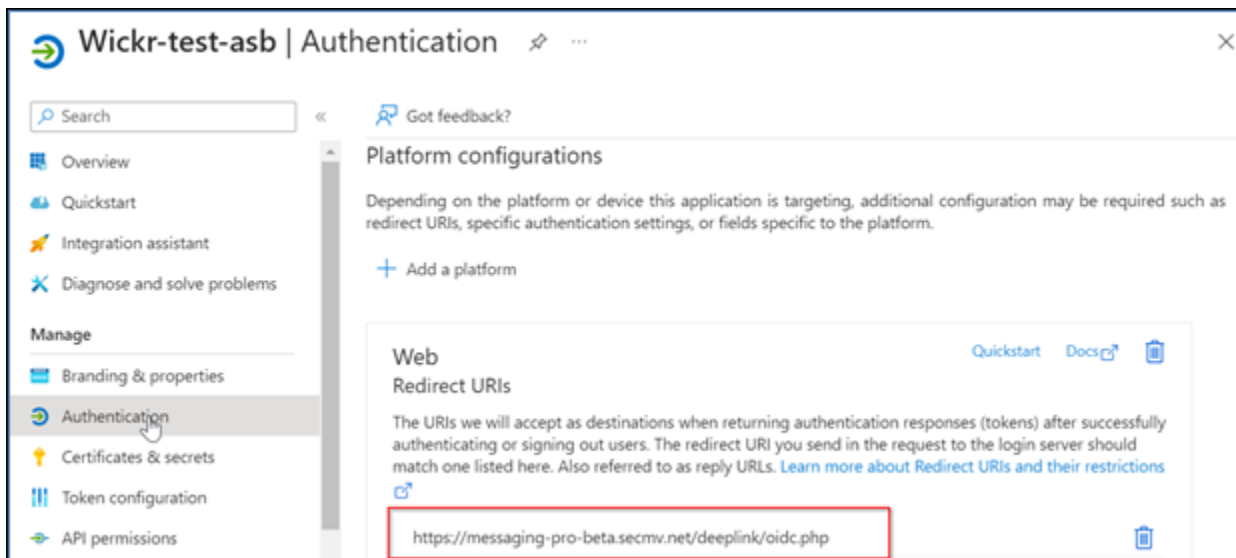 Wickr-test-asb | Authentication
Search
Got feedback?
Overview
Quickstart
Integration assistant
Diagnose and solve problems
Manage
Branding & properties
Authentication
Certificates & secrets
Token configuration
API permissions
Platform configurations
Depending on the platform or device this application is targeting, additional configuration may be required such as
redirect URIs, specific authentication settings, or fields specific to the platform.
Add a platform
Web
Quickstart Docs
Redirect URIs
The URIs we will accept as destinations when returning authentication responses (tokens) after successfully
authenticating or signing out users. The redirect URI you send in the request to the login server should
match one listed here. Also referred to as reply URLs. Learn more about Redirect URIs and their restrictions
https://messaging-pro-beta.secmv.net/deeplink/oidc.php